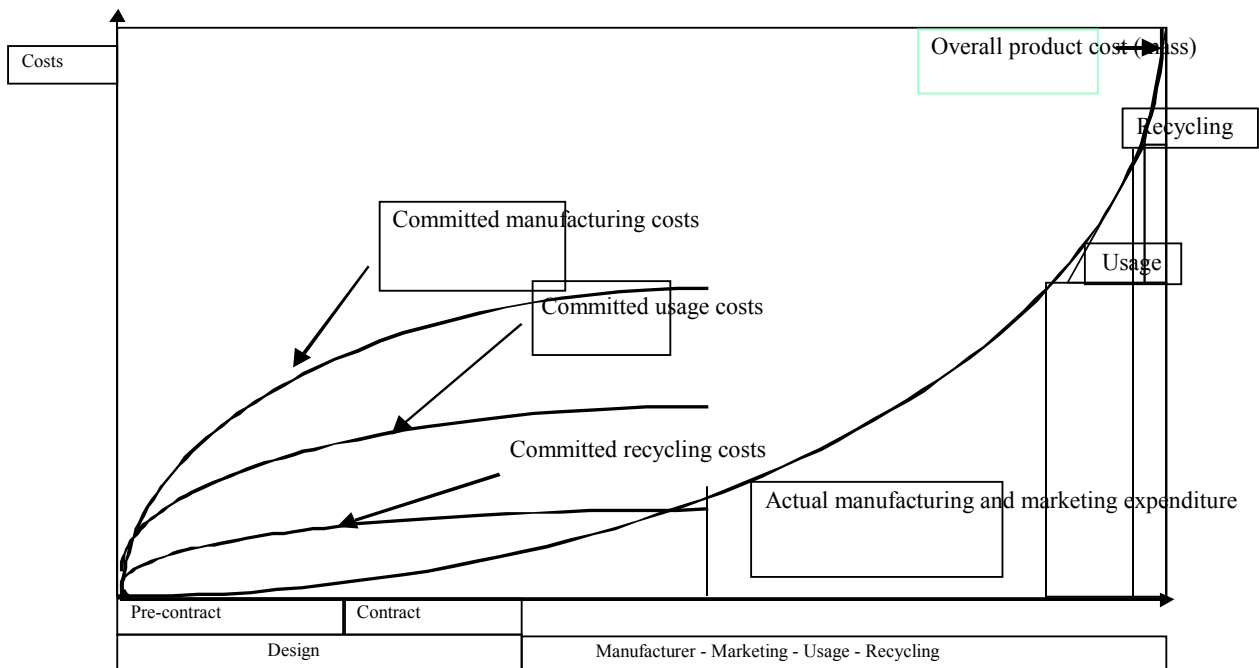 Overall product cost (mass)
Costs
Recycling
Committed manufacturing costs
Usage
Committed usage costs
Committed recycling costs
Actual manufacturing and marketing expenditure
Pre-contract
Contract
Design
Manufacturer - Marketing - Usage - Recycling